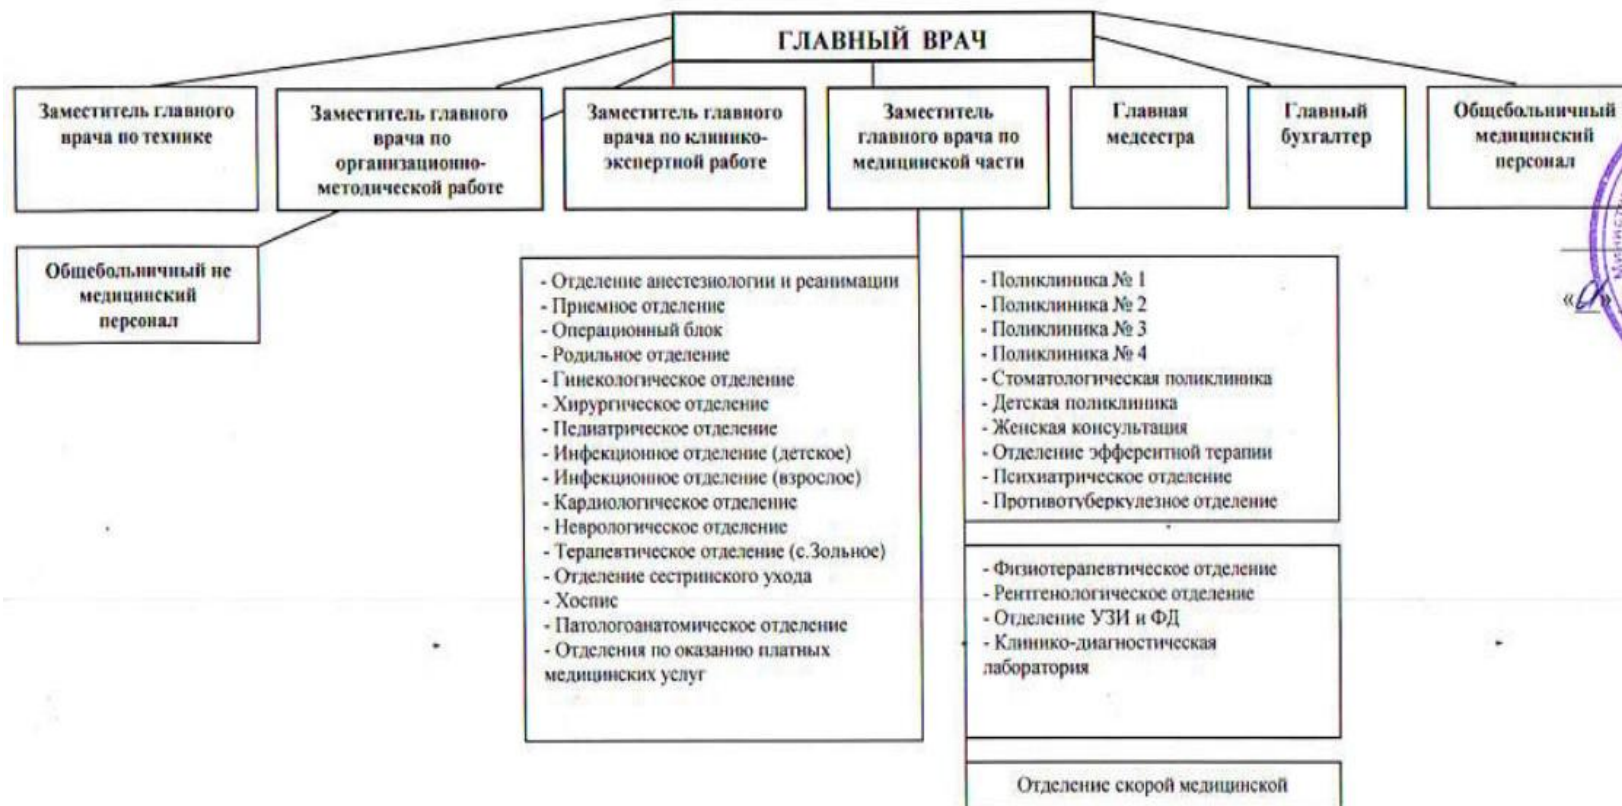 ГЛАВНЫЙ ВРАЧ
Заместитель главного
врача по технике
Заместитель главного
врача по
организационно-
методической работе
Заместитель главного
врача по клинико-
экспертной работе
Заместитель
главного врача по
медицинской части
Главная
медсестра
Главный
бухгалтер
Общебольничный
медицинский
персонал
Общебольничный не
медицинский
персонал
- Отделение анестезиологии и реанимации
- Приемное отделение
- Операционный блок
- Родильное отделение
- Гинекологическое отделение
- Хирургическое отделение
- Педиатрическое отделение
- Инфекционное отделение (детское)
- Инфекционное отделение (взрослое)
- Кардиологическое отделение
- Неврологическое отделение
- Терапевтическое отделение (с.Зольное)
- Отделение сестринского ухода
- Хоспис
- Патологоанатомическое отделение
- Отделения по оказанию платных
медицинских услуг
- Поликлиника № 1
- Поликлиника № 2
- Поликлиника № 3
- Поликлиника № 4
- Стоматологическая поликлиника
- Детская поликлиника
- Женская консультация
- Отделение эфферентной терапии
- Психиатрическое отделение
- Противотуберкулезное отделение
- Физиотерапевтическое отделение
- Рентгенологическое отделение
- Отделение УЗИ и ФД
- Клинико-диагностическая
лаборатория
Отделение скорой медицинской